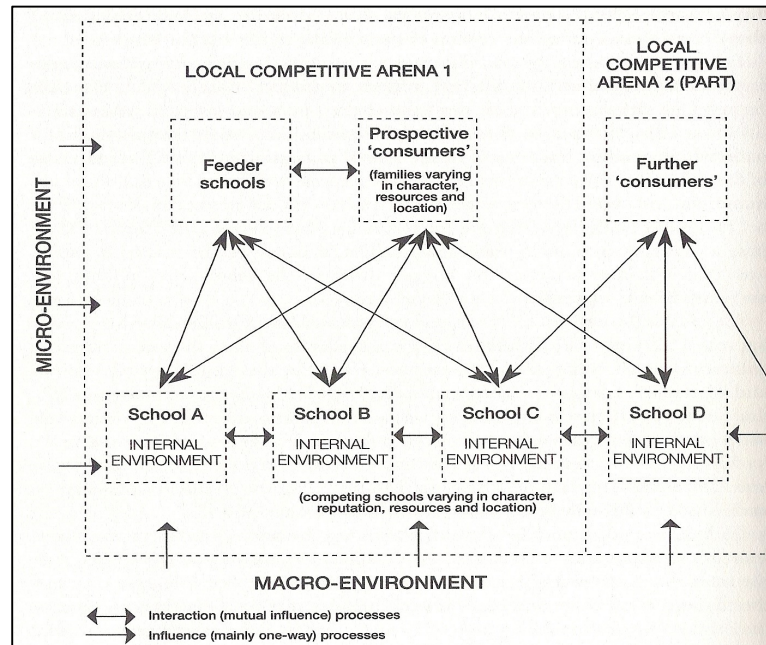 LOCAL COMPETITIVE ARENA 1
LOCAL
COMPETITIVE
ARENA 2 (PART)
Feeder
schools
Prospective
‘consumers’
(families varying
in character,
resources and
location)
Further
‘consumers’
MICRO-ENVIRONMENT
School A
INTERNAL
ENVIRONMENT
School B
INTERNAL
ENVIRONMENT
School C
INTERNAL
ENVIRONMENT
School D
INTERNAL
ENVIRONMENT
(competing schools varying in character,
reputation, resources and location)
MACRO-ENVIRONMENT
Interaction (mutual influence) processes
Influence (mainly one-way) processes